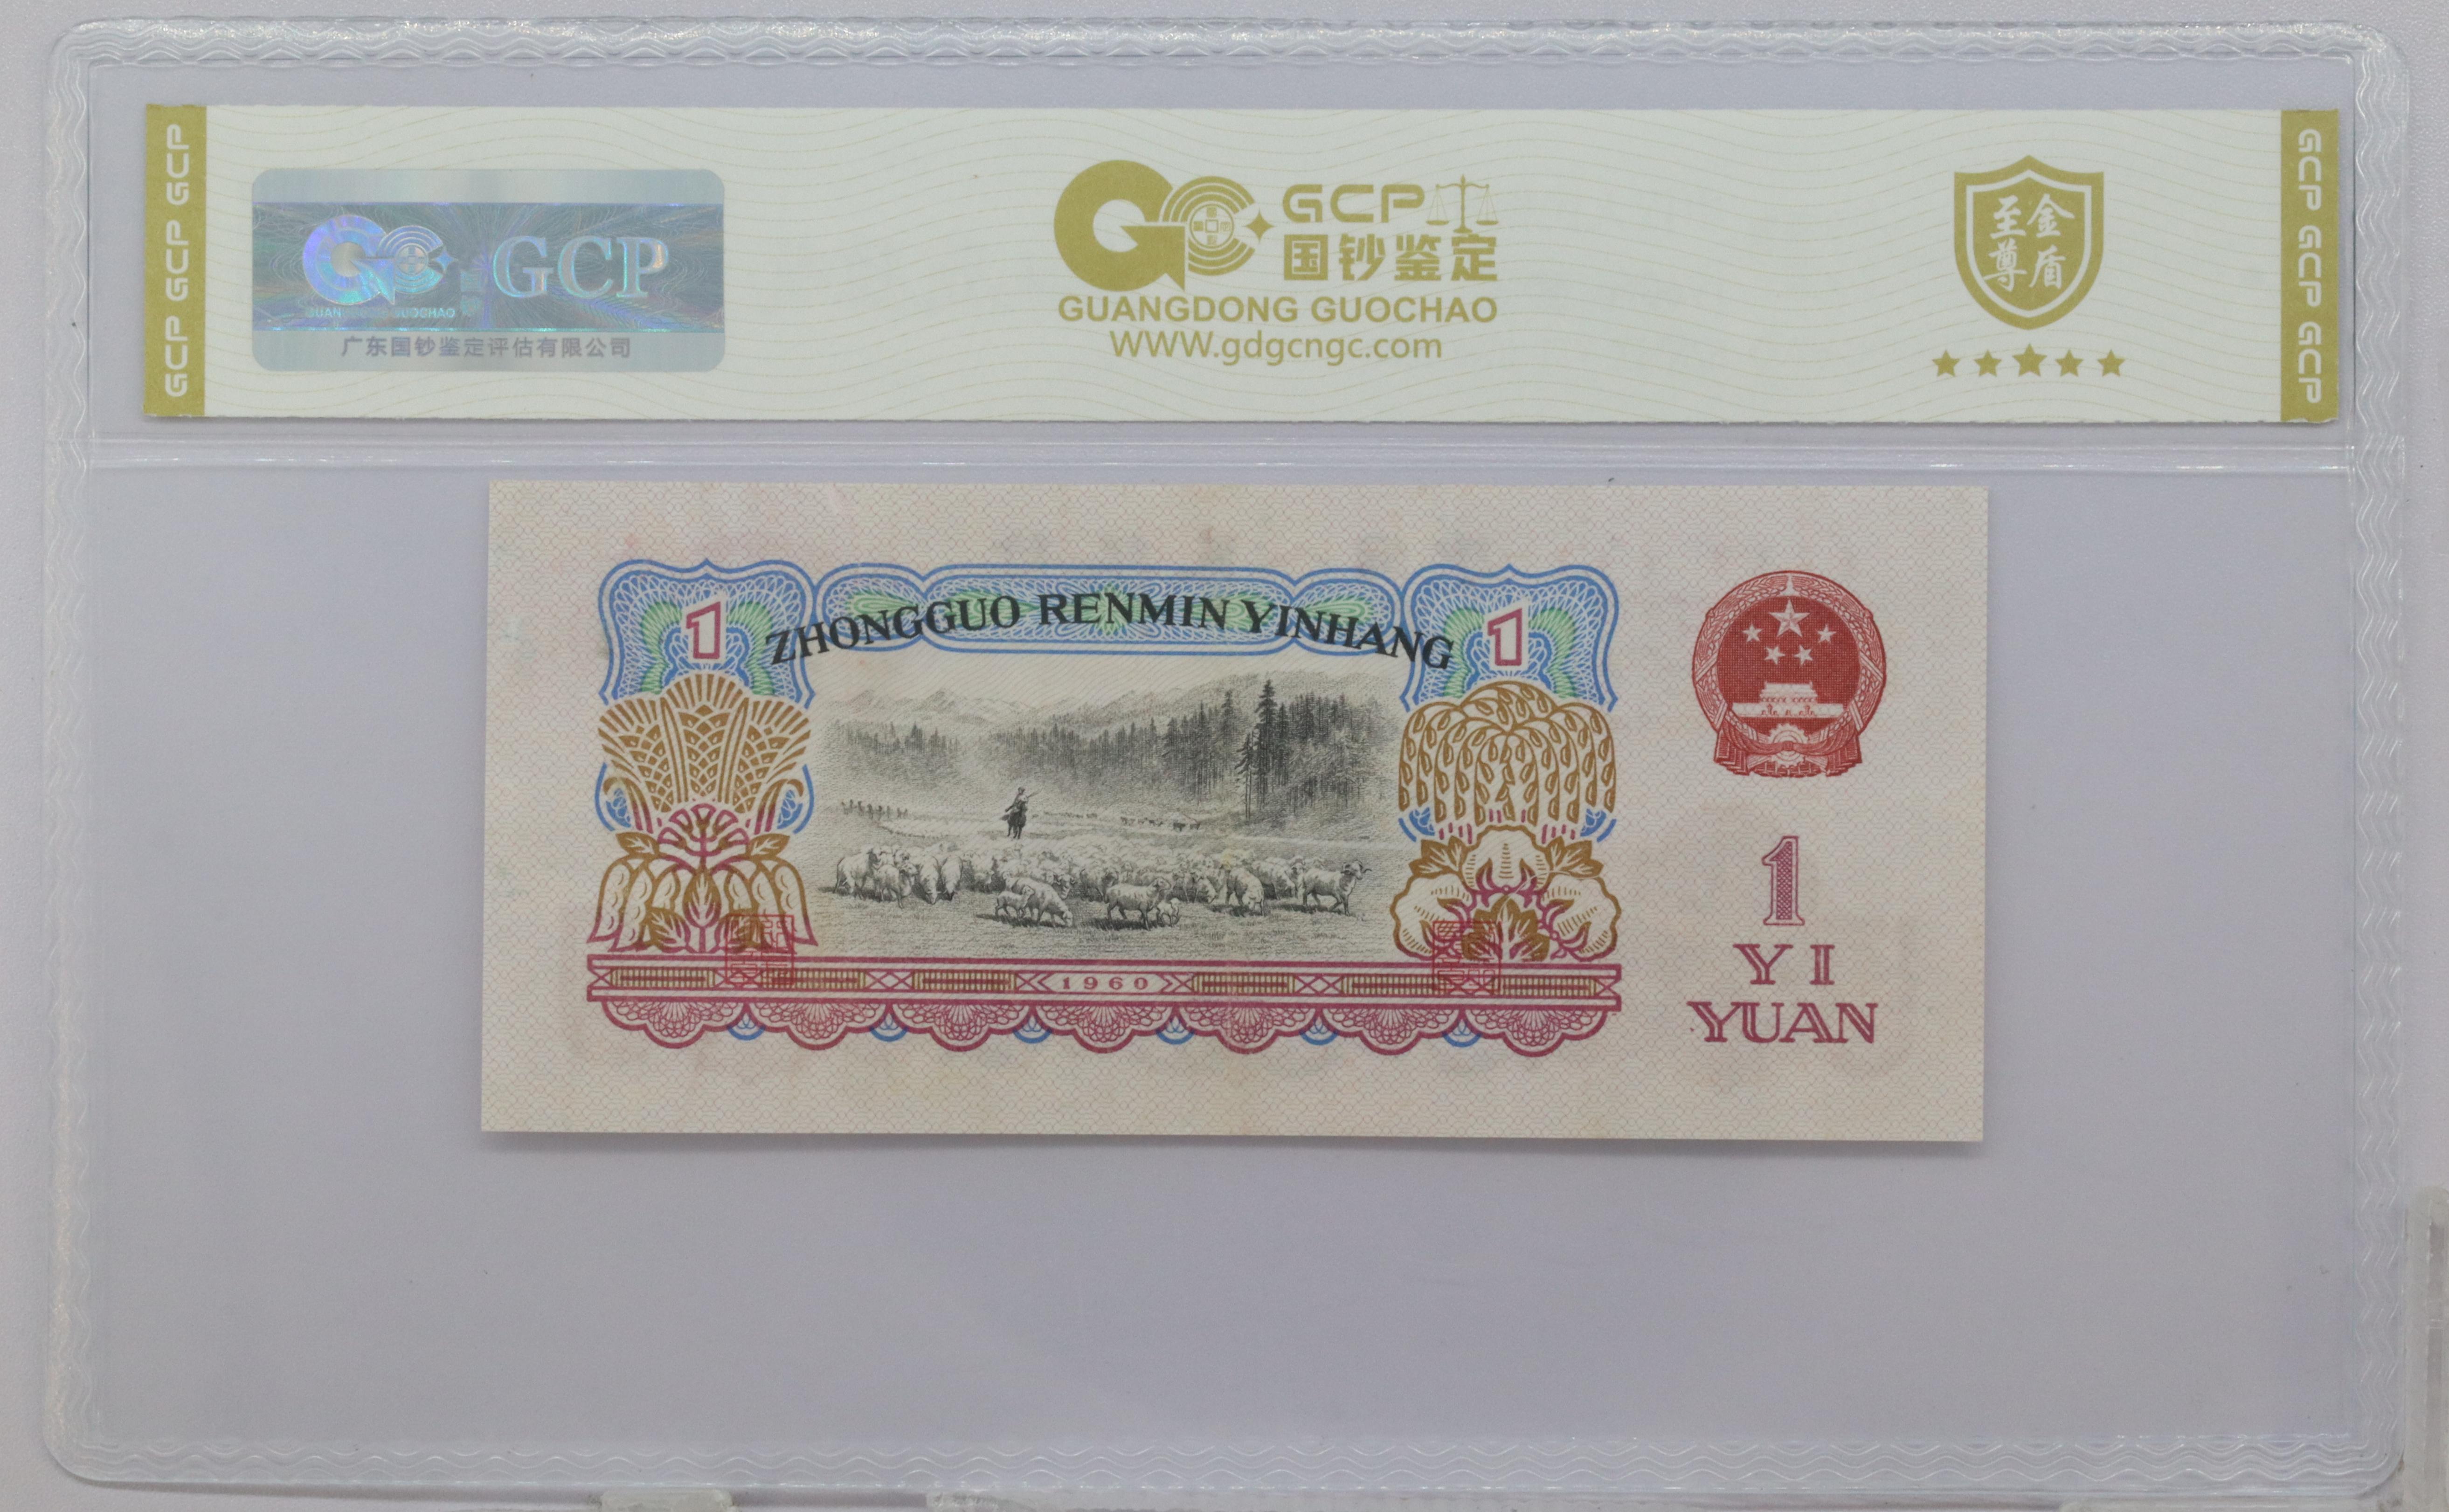 GCP GCP GCP
GCP
GUANGDONG GUOCHAO
广东国钞鉴定评估有限公司
GCP
国钞鉴定
GUANGDONG GUOCHAO
WWW.gdgcngc.com
金盾
至尊
GCP GCP GCP
ZHONGGUO RENMIN YINHANG
1
1
1960
1
YI
YUAN